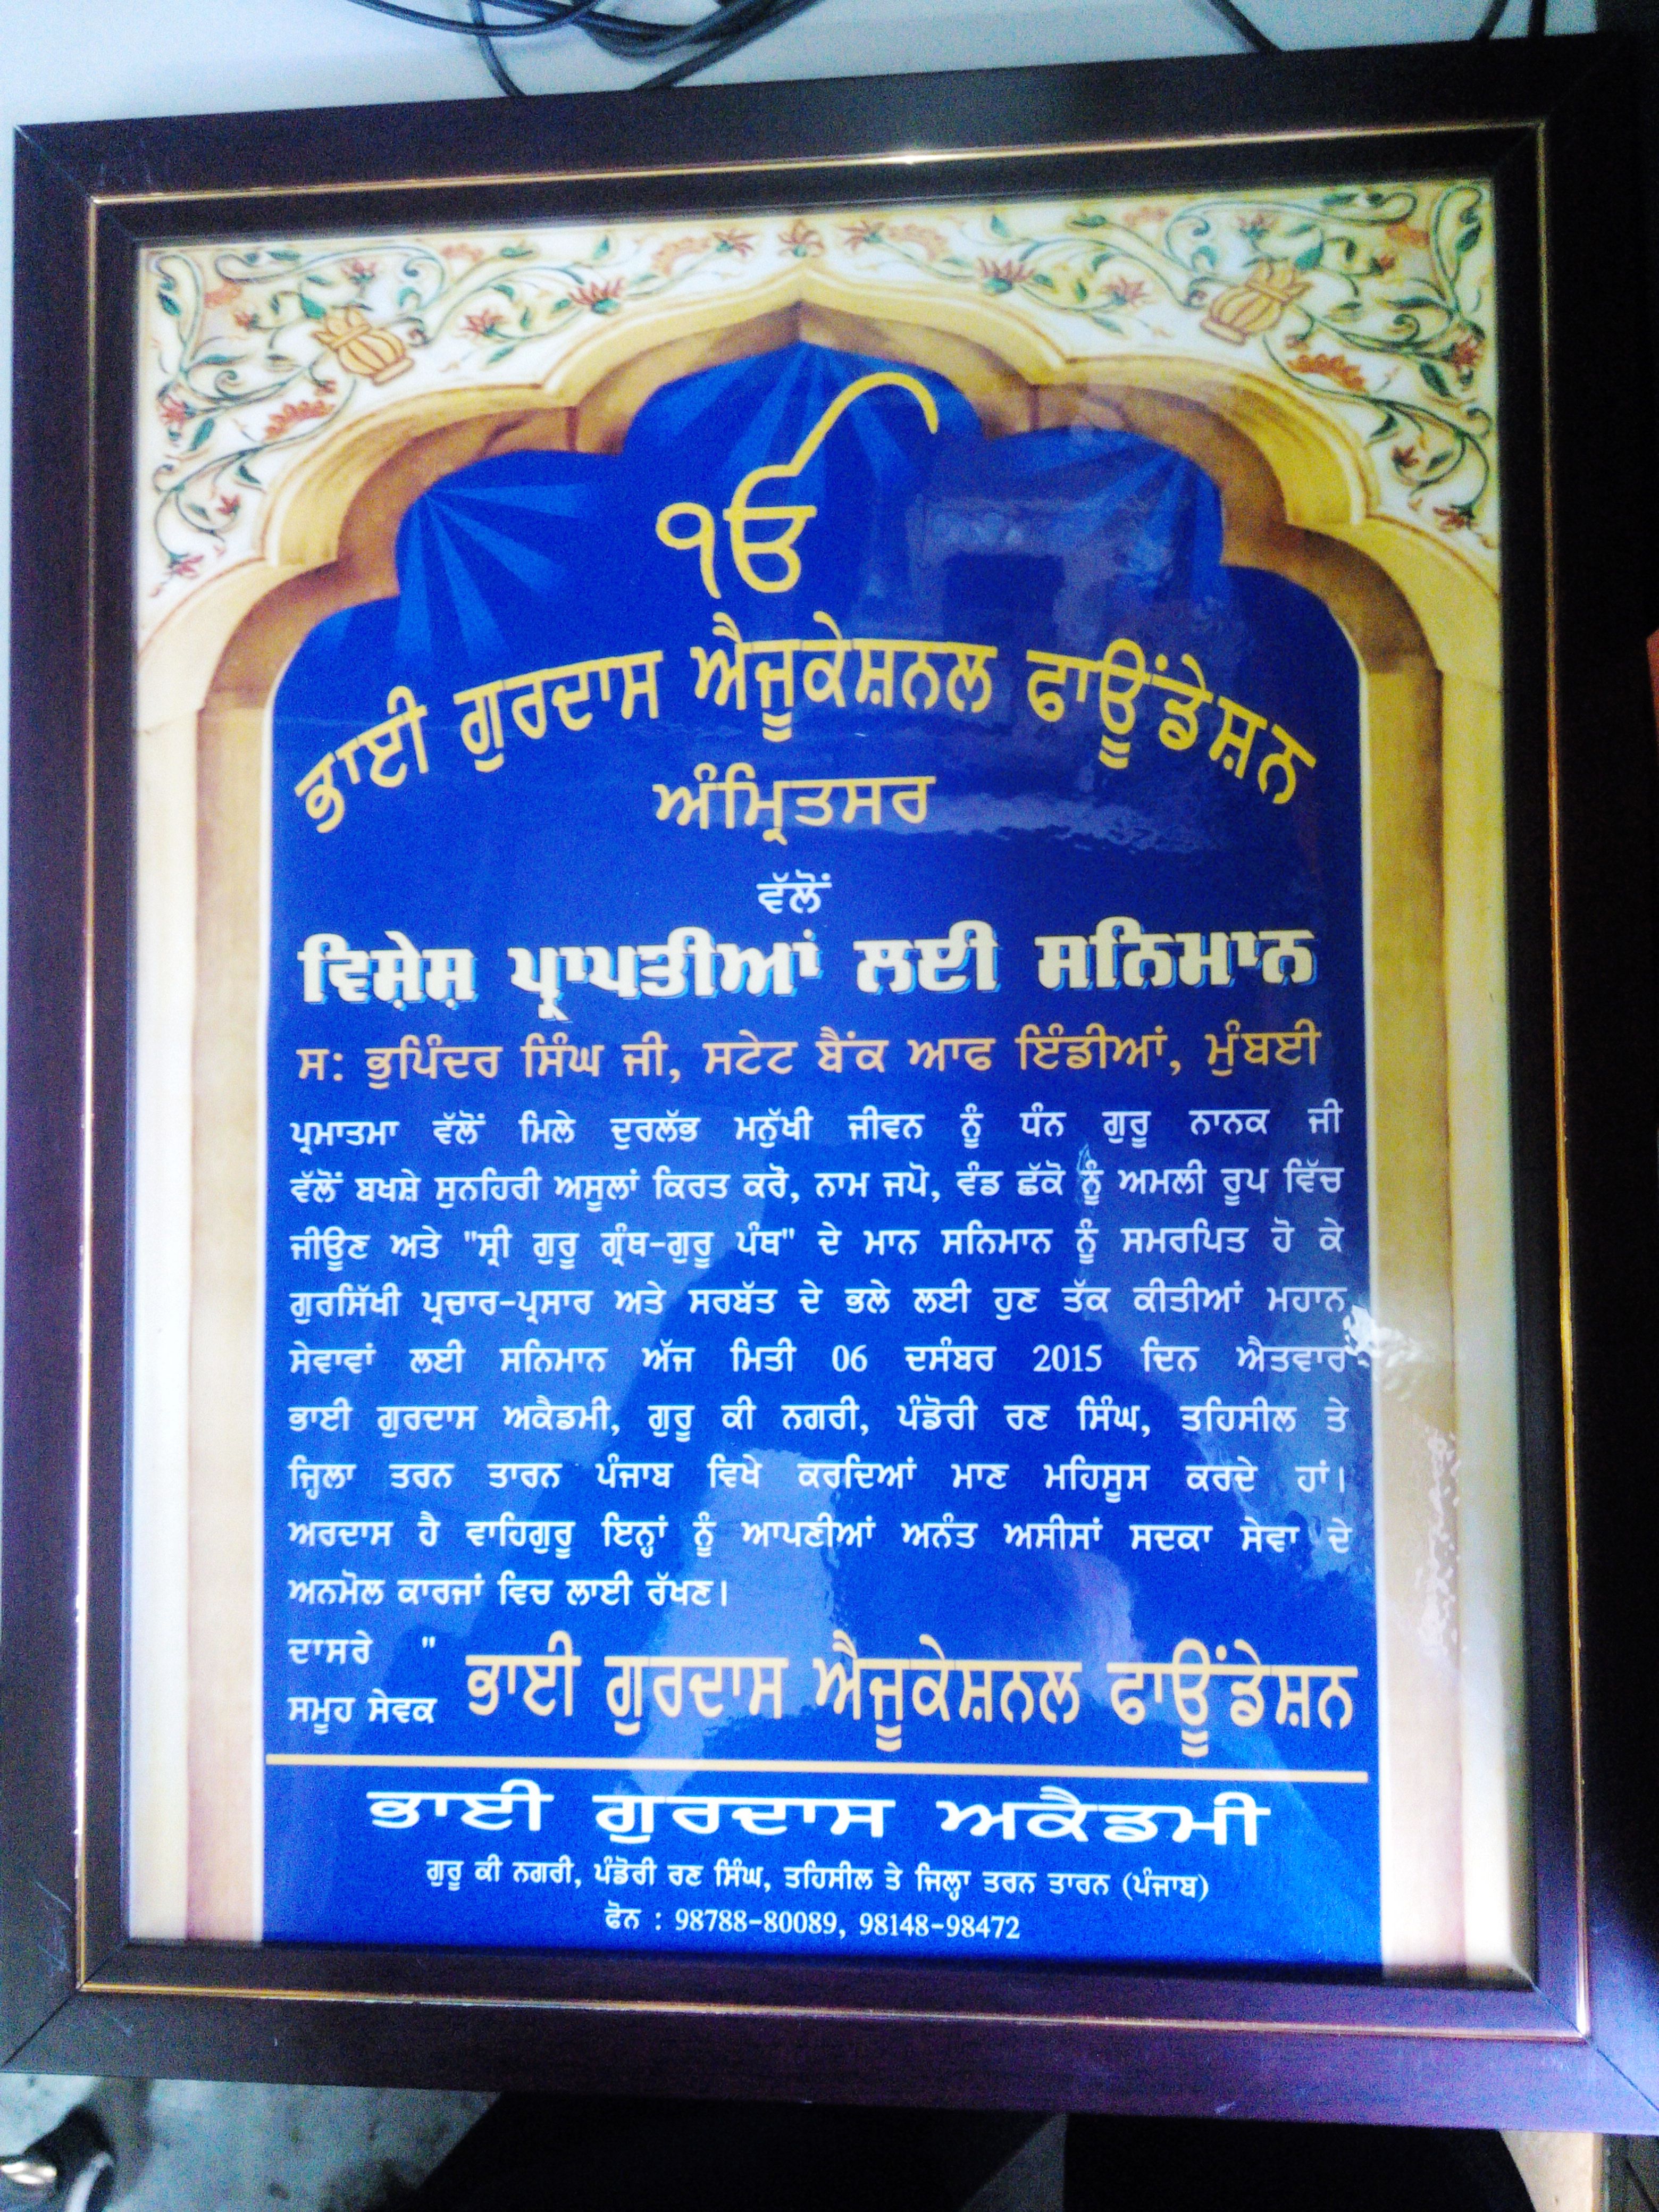 ੴ
ਭਾਈ ਗੁਰਦਾਸ ਐਜੂਕੇਸ਼ਨਲ ਫਾਊਂਡੇਸ਼ਨ
ਅੰਮ੍ਰਿਤਸਰ
ਵੱਲੋਂ
ਵਿਸ਼ੇਸ਼ ਪ੍ਰਾਪਤੀਆਂ ਲਈ ਸਨਿਮਾਨ
ਸ: ਭੁਪਿੰਦਰ ਸਿੰਘ ਜੀ, ਸਟੇਟ ਬੈਂਕ ਆਫ ਇੰਡੀਆਂ, ਮੁੰਬਈ
ਪ੍ਰਮਾਤਮਾ ਵੱਲੋਂ ਮਿਲੇ ਦੁਰਲੱਭ ਮਨੁੱਖੀ ਜੀਵਨ ਨੂੰ ਧੰਨ ਗੁਰੂ ਨਾਨਕ ਜੀ
ਵੱਲੋਂ ਬਖਸ਼ੇ ਸੁਨਹਿਰੀ ਅਸੂਲਾਂ ਕਿਰਤ ਕਰੋ, ਨਾਮ ਜਪੋ, ਵੰਡ ਛੱਕੋ ਨੂੰ ਅਮਲੀ ਰੂਪ ਵਿੱਚ
ਜੀਊਣ ਅਤੇ "ਸ੍ਰੀ ਗੁਰੂ ਗ੍ਰੰਥ-ਗੁਰੂ ਪੰਥ" ਦੇ ਮਾਨ ਸਨਿਮਾਨ ਨੂੰ ਸਮਰਪਿਤ ਹੋ ਕੇ
ਗੁਰਸਿੱਖੀ ਪ੍ਰਚਾਰ-ਪ੍ਰਸਾਰ ਅਤੇ ਸਰਬੱਤ ਦੇ ਭਲੇ ਲਈ ਹੁਣ ਤੱਕ ਕੀਤੀਆਂ ਮਹਾਨ
ਸੇਵਾਵਾਂ ਲਈ ਸਨਿਮਾਨ ਅੱਜ ਮਿਤੀ 06 ਦਸੰਬਰ 2015 ਦਿਨ ਐਤਵਾਰ
ਭਾਈ ਗੁਰਦਾਸ ਅਕੈਡਮੀ, ਗੁਰੂ ਕੀ ਨਗਰੀ, ਪੰਡੋਰੀ ਰਣ ਸਿੰਘ, ਤਹਿਸੀਲ ਤੇ
ਜ੍ਹਿਲਾ ਤਰਨ ਤਾਰਨ ਪੰਜਾਬ ਵਿਖੇ ਕਰਦਿਆਂ ਮਾਣ ਮਹਿਸੂਸ ਕਰਦੇ ਹਾਂ।
ਅਰਦਾਸ ਹੈ ਵਾਹਿਗੁਰੂ ਇਨ੍ਹਾਂ ਨੂੰ ਆਪਣੀਆਂ ਅਨੰਤ ਅਸੀਸਾਂ ਸਦਕਾ ਸੇਵਾ ਦੇ
ਅਨਮੋਲ ਕਾਰਜਾਂ ਵਿਚ ਲਾਈ ਰੱਖਣ।
ਦਾਸਰੇ "
ਸਮੂਹ ਸੇਵਕ ਭਾਈ ਗੁਰਦਾਸ ਐਜੂਕੇਸ਼ਨਲ ਫਾਊਂਡੇਸ਼ਨ
ਭਾਈ ਗੁਰਦਾਸ ਅਕੈਡਮੀ
ਗੁਰੂ ਕੀ ਨਗਰੀ, ਪੰਡੋਰੀ ਰਣ ਸਿੰਘ, ਤਹਿਸੀਲ ਤੇ ਜਿਲ੍ਹਾ ਤਰਨ ਤਾਰਨ (ਪੰਜਾਬ)
ਫੋਨ : 98788-80089, 98148-98472